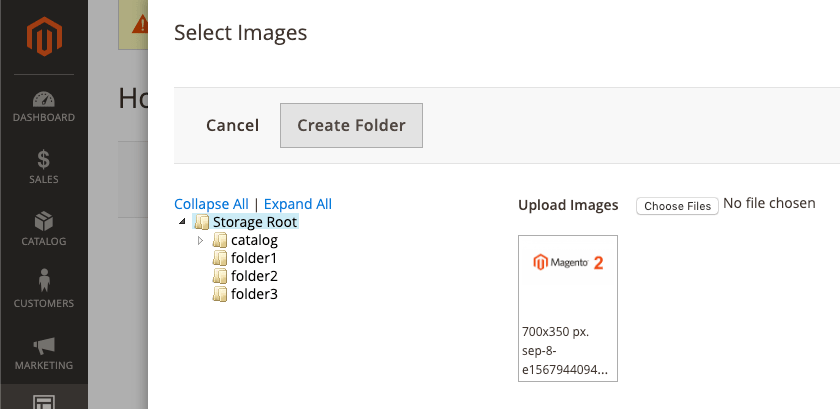 Select Images
Ho
Cancel Create Folder
DASHBOARD
SALES
CATALOG
CUSTOMERS
MARKETING
Collapse All | Expand All
Storage Root
catalog
folder1
folder2
folder3
Upload Images Choose Files No file chosen
Magento 2
700x350 px.
sep-8-
e1567944094...